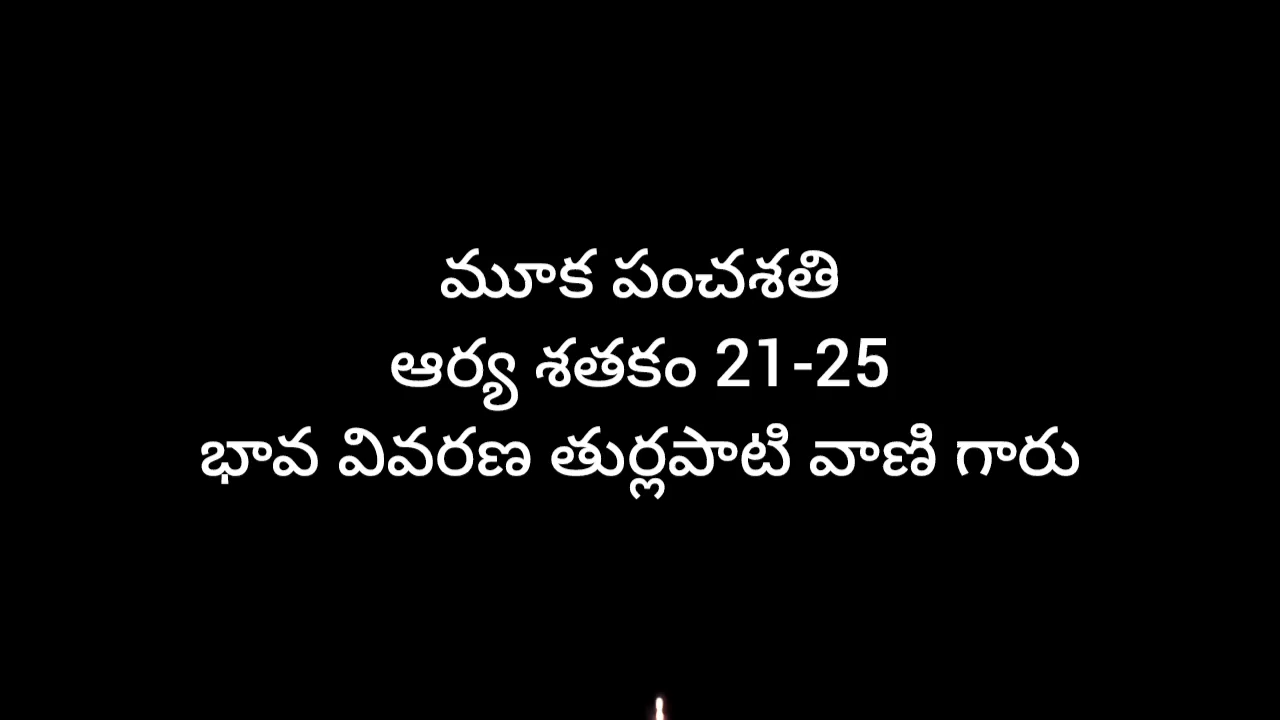 మూక పంచశతి
ఆర్య శతకం 21-25
భావ వివరణ తుర్లపాటి వాణి గారు